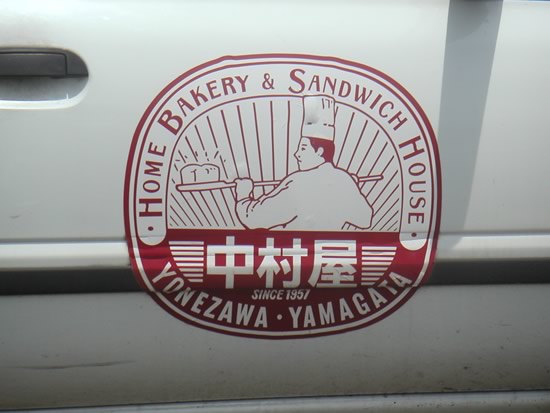 HOME BAKERY & SANDWICH HOUSE
中村屋
SINCE 1957
YONEZAWA · YAMAGATA